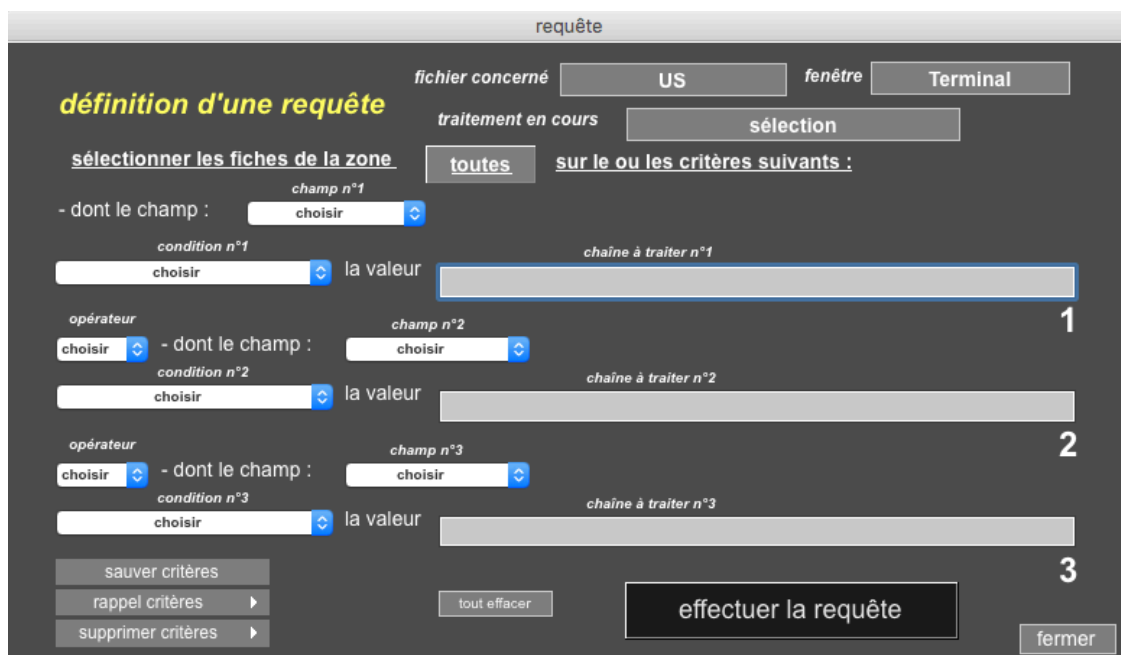 requête
fichier concerné US fenêtre Terminal
définition d'une requête
traitement en cours sélection
sélectionner les fiches de la zone toutes sur le ou les critères suivants :
champ n°1
- dont le champ : choisir
condition n°1 chaîne à traiter n°1
choisir la valeur
1
opérateur champ n°2
choisir - dont le champ : choisir
condition n°2 chaîne à traiter n°2
choisir la valeur
2
opérateur champ n°3
choisir - dont le champ : choisir
condition n°3 chaîne à traiter n°3
choisir la valeur
3
sauver critères
rappel critères tout effacer effectuer la requête
supprimer critères fermer